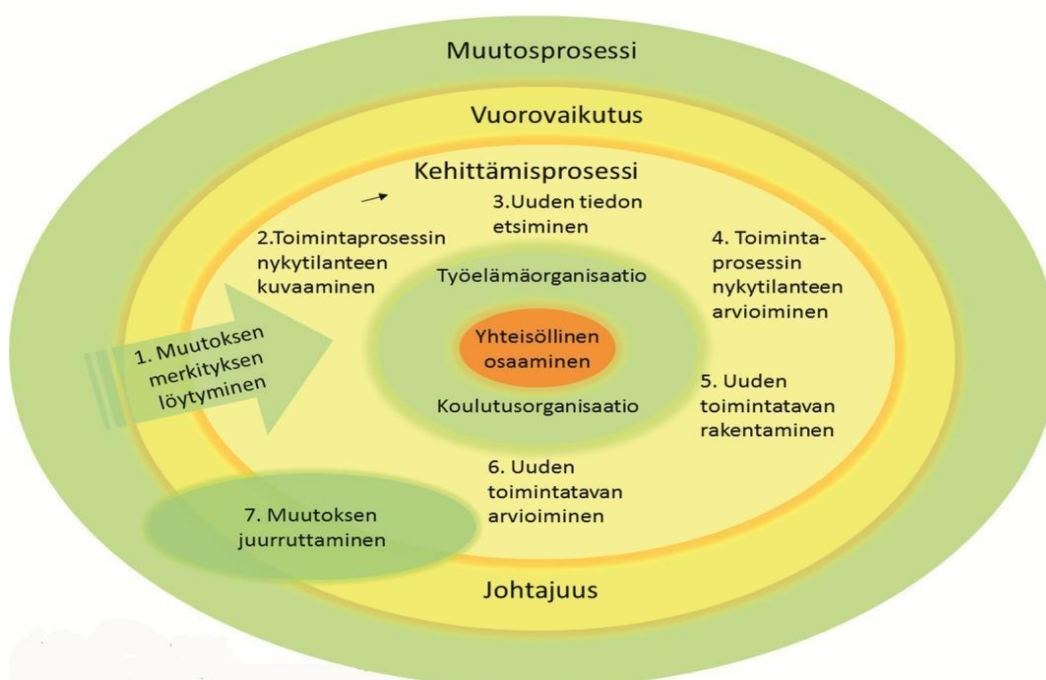 Muutosprosessi
Vuorovaikutus
Kehittämisprosessi
1. Muutoksen
merkityksen
löytyminen
2.Toimintaprosessin
nykytilanteen
kuvaaminen
3.Uuden tiedon
etsiminen
4. Toiminta-
prosessin
nykytilanteen
arvioiminen
Työelämäorganisaatio
Yhteisöllinen
osaaminen
Koulutusorganisaatio
5. Uuden
toimintatavan
rakentaminen
6. Uuden
toimintatavan
arvioiminen
7. Muutoksen
juurruttaminen
Johtajuus